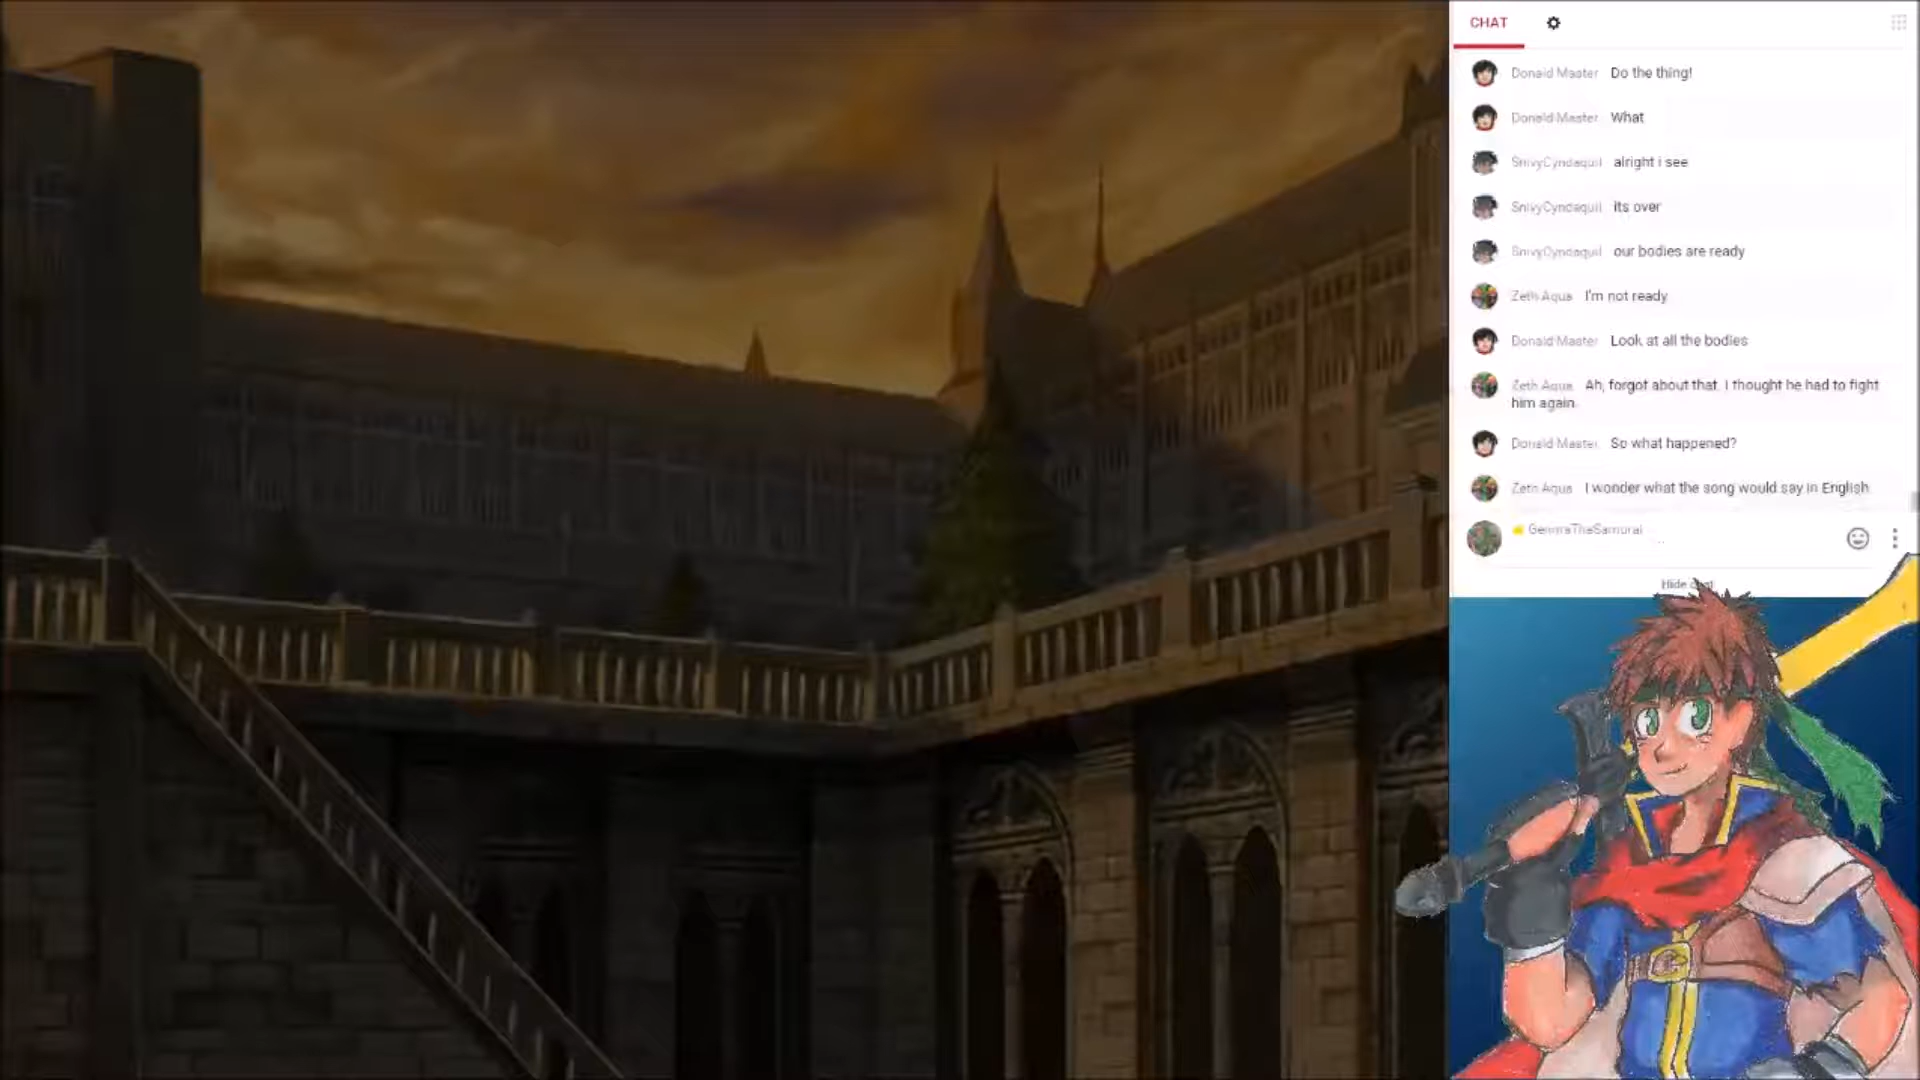 CHAT
Donald Master Do the thing!
Donald Master What
SnivyCyndaquil alright i see
SnivyCyndaquil its over
SnivyCyndaquil our bodies are ready
Zeth Aqua I'm not ready
Donald Master Look at all the bodies
Zeth Aqua Ah, forgot about that. I thought he had to fight
him again.
Donald Master So what happened?
Zeth Aqua I wonder what the song would say in English
GenimaTheSamurai
Hide chat